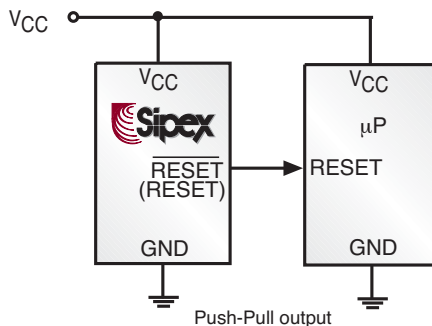 VCC
VCC
VCC
Sipex
μP
RESET
(RESET)
RESET
GND
GND
Push-Pull output